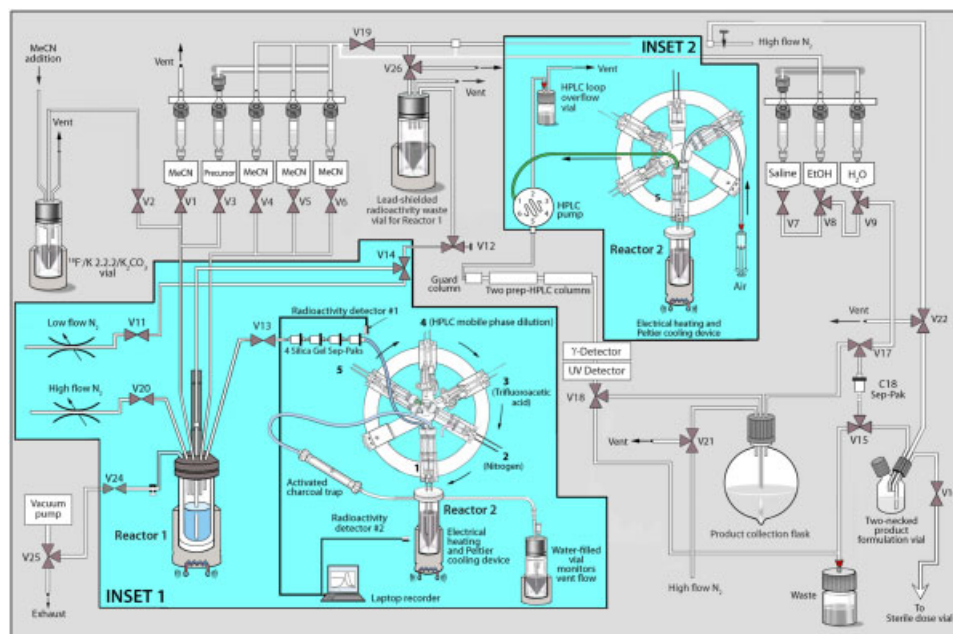 MeCN
addition
Vent
Vent
V19
V26
Vent
INSET 2
High flow N2
HPLC loop
overflow
vial
Vent
MeCN
Precursor
MeCN
MeCN
MeCN
V2
V1
V3
V4
V5
V6
Lead-shielded
radioactivity waste
vial for Reactor 1
HPLC
pump
5
Reactor 2
Air
Electrical heating and
Peltier cooling device
Saline
EtOH
H2O
V7
V8
V9
18F/K 2.2.2/K2CO3
vial
V14
V12
Guard
column
Two prep-HPLC columns
Low flow N2
V11
V13
Radioactivity detector #1
4 Silica Gel Sep-Paks
4 (HPLC mobile phase dilution)
5
3
(Trifluoroacetic
acid)
2
(Nitrogen)
1
High flow N2
V20
γ-Detector
UV Detector
V18
Vent
V22
V17
C18
Sep-Pak
V15
Vent
V21
V24
Vacuum
pump
V25
Exhaust
Reactor 1
INSET 1
Activated
charcoal trap
Radioactivity
detector #2
Laptop recorder
Reactor 2
Electrical
heating
and Peltier
cooling device
Water-filled
vial
monitors
vent flow
Product collection flask
High flow N2
Two-necked
product
formulation vial
V1
Waste
To
Sterile dose vial